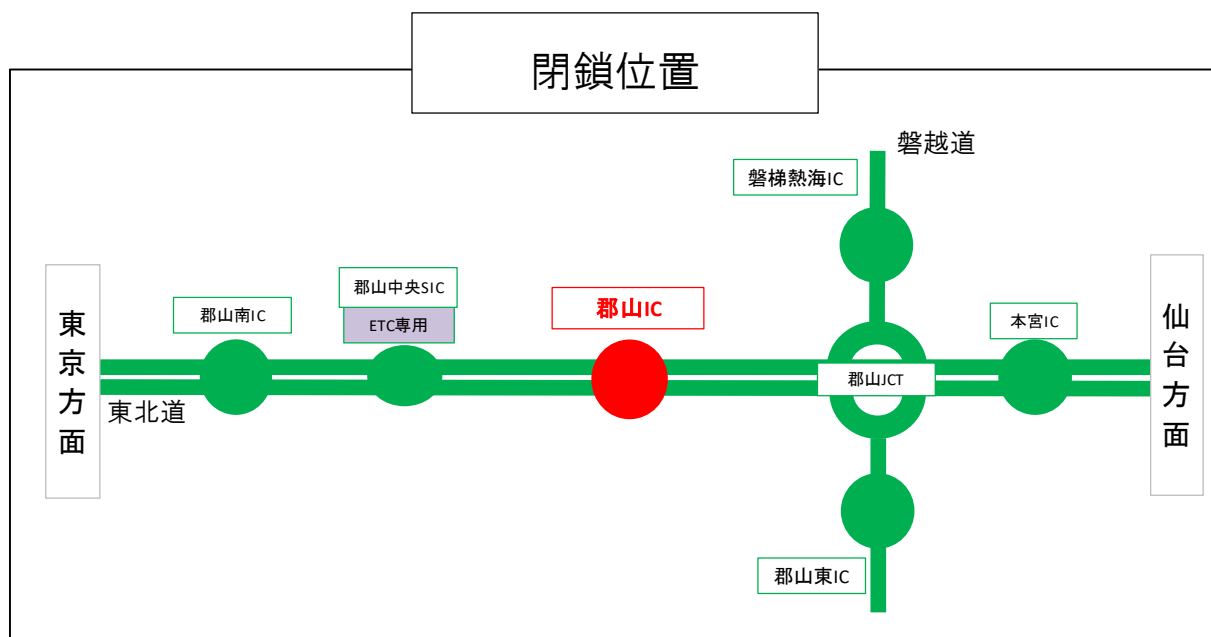 閉鎖位置
磐越道
磐梯熱海IC
東京方面
郡山南IC
郡山中央SIC
ETC専用
郡山IC
郡山JCT
本宮IC
仙台方面
東北道
郡山東IC